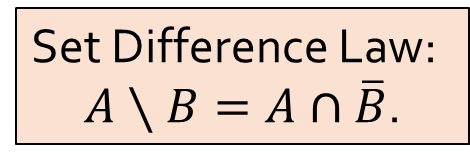 Set Difference Law:
A \ B = A ∩ B̅.